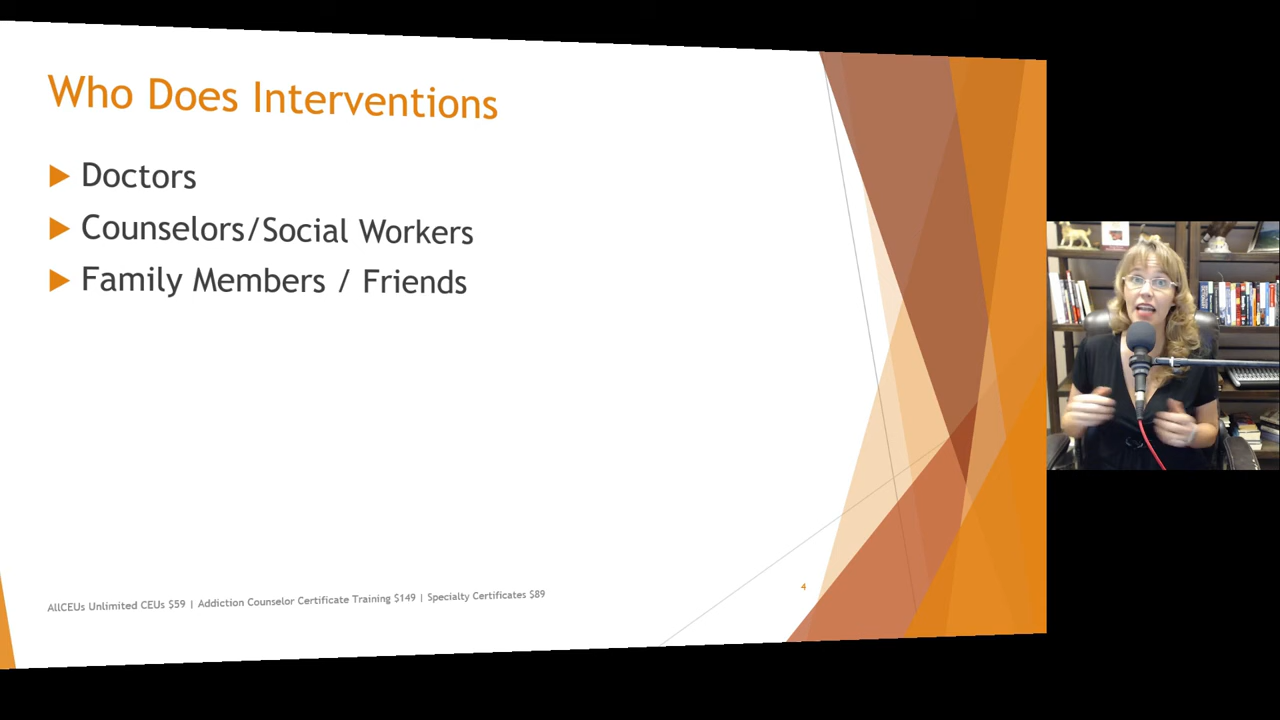 Who Does Interventions
Doctors
Counselors/Social Workers
Family Members / Friends
AllCEUs Unlimited CEUs $59 | Addiction Counselor Certificate Training $149 | Specialty Certificates $89
4